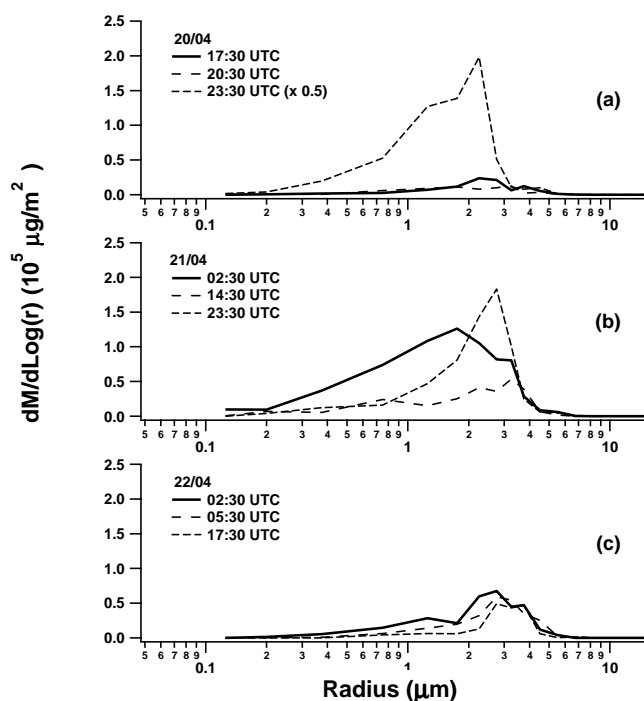 2.5
2.0
1.5
1.0
0.5
0.0
20/04
17:30 UTC
20:30 UTC
23:30 UTC (x 0.5)
(a)
5 6 7 8 9 0.1 2 3 4 5 6 7 8 9 1 2 3 4 5 6 7 8 9 10
dM/dLog(r) (10⁵ µg/m²)
2.5
2.0
1.5
1.0
0.5
0.0
21/04
02:30 UTC
14:30 UTC
23:30 UTC
(b)
5 6 7 8 9 0.1 2 3 4 5 6 7 8 9 1 2 3 4 5 6 7 8 9 10
2.5
2.0
1.5
1.0
0.5
0.0
22/04
02:30 UTC
05:30 UTC
17:30 UTC
(c)
5 6 7 8 9 0.1 2 3 4 5 6 7 8 9 1 2 3 4 5 6 7 8 9 10
Radius (µm)